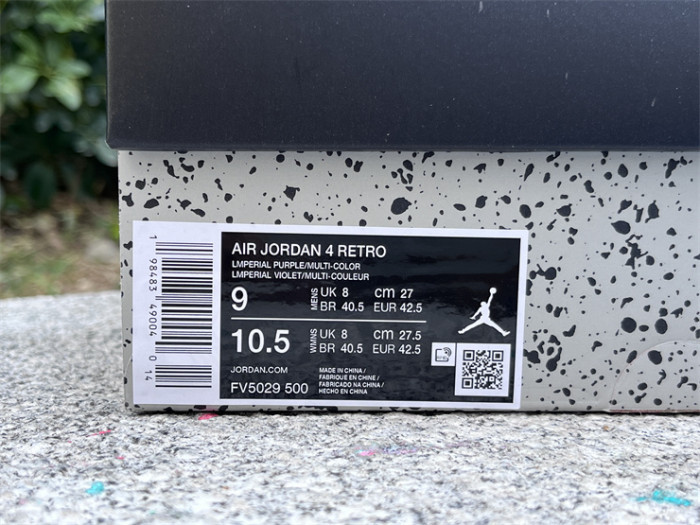 1 98483 49004 0 14
AIR JORDAN 4 RETRO
LMPERIAL PURPLE/MULTI-COLOR
LMPERIAL VIOLET/MULTI-COULEUR
9 MENS UK 8 cm 27
BR 40.5 EUR 42.5
10.5 WMNS UK 8 cm 27.5
BR 40.5 EUR 42.5
JORDAN.COM
FV5029 500
MADE IN CHINA /
FABRIQUE EN CHINE /
FABRICADO NA CHINA /
HECHO EN CHINA